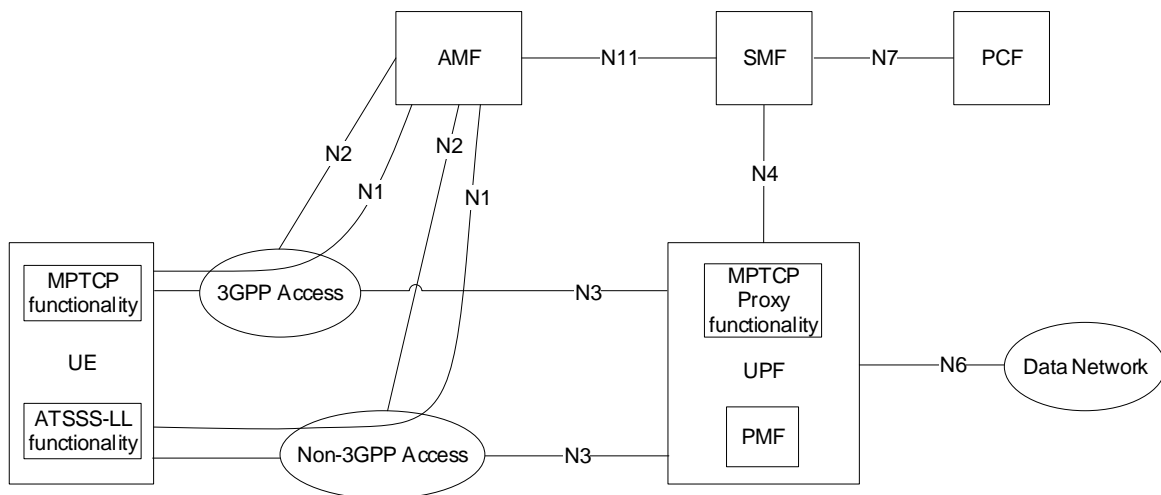 AMF
N11
SMF
N7
PCF
N2
N1
N2
N1
N4
MPTCP
functionality
UE
ATSSS-LL
functionality
3GPP Access
N3
Non-3GPP Access
N3
MPTCP
Proxy
functionality
UPF
PMF
N6
Data Network